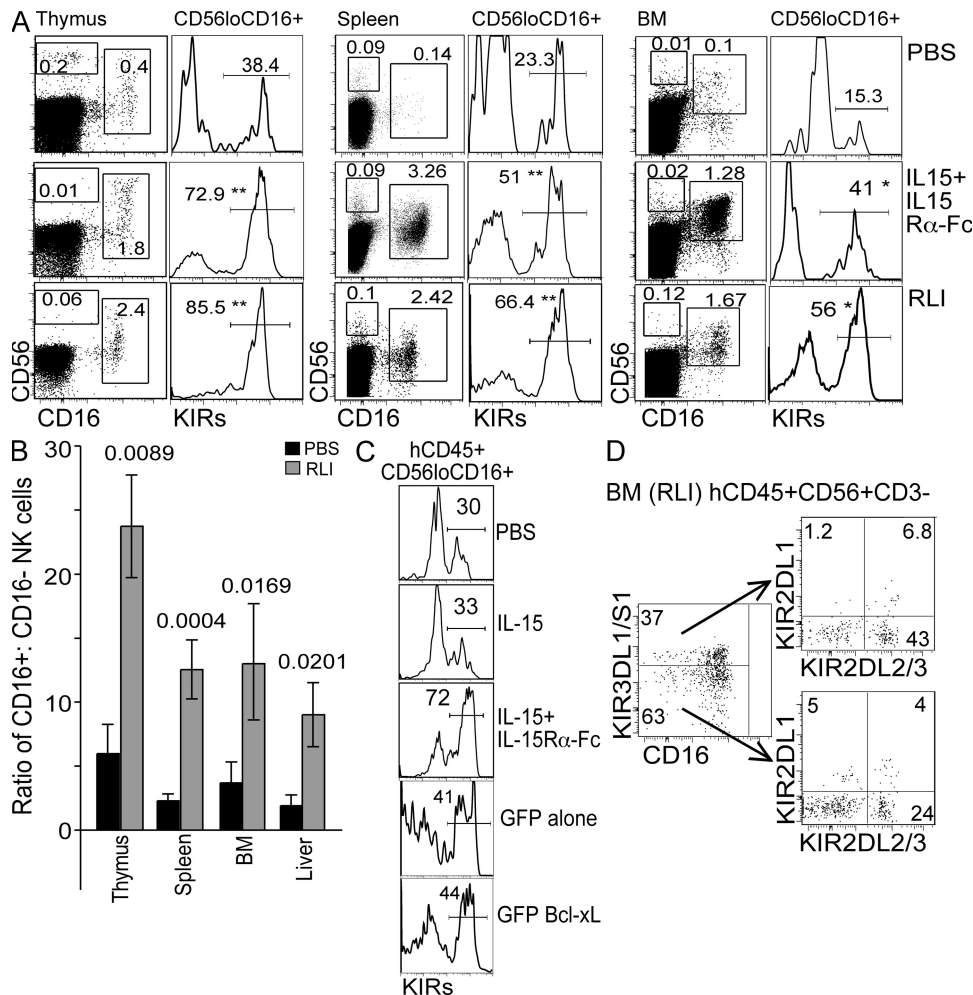 A
Thymus
CD56loCD16+
Spleen
CD56loCD16+
BM
CD56loCD16+
0.2
0.4
38.4
0.09
0.14
23.3
0.01
0.1
15.3
PBS
0.01
1.8
72.9 **
0.09
3.26
51 **
0.02
1.28
41 *
IL15+
IL15
Rα-Fc
0.06
2.4
85.5 **
0.1
2.42
66.4 **
0.12
1.67
56 *
RLI
CD56
CD16
KIRs
CD56
CD16
KIRs
CD56
CD16
KIRs
B
Ratio of CD16+: CD16- NK cells
30
20
10
0
0.0089
0.0004
0.0169
0.0201
PBS
RLI
Thymus
Spleen
BM
Liver
C
hCD45+
CD56loCD16+
30
PBS
33
IL-15
72
IL-15+
IL-15Rα-Fc
41
GFP alone
44
GFP Bcl-xL
KIRs
D
BM (RLI) hCD45+CD56+CD3-
37
63
KIR3DL1/S1
CD16
1.2
6.8
43
KIR2DL1
KIR2DL2/3
5
4
24
KIR2DL1
KIR2DL2/3